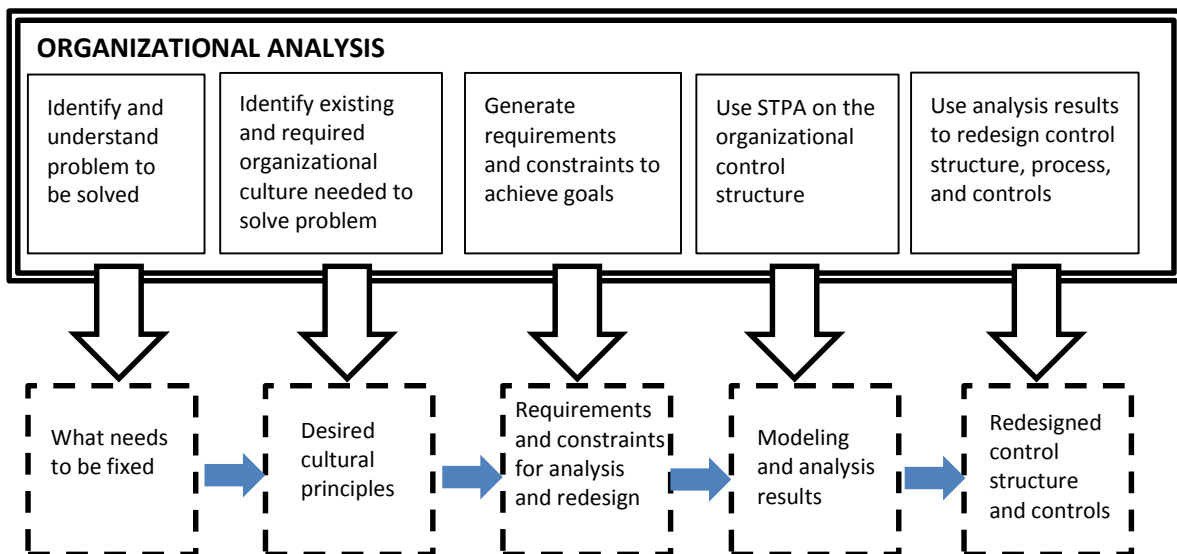 ORGANIZATIONAL ANALYSIS
Identify and
understand
problem to
be solved
Identify existing
and required
organizational
culture needed to
solve problem
Generate
requirements
and constraints to
achieve goals
Use STPA on the
organizational
control
structure
Use analysis results
to redesign control
structure, process,
and controls
What needs
to be fixed
Desired
cultural
principles
Requirements
and constraints
for analysis
and redesign
Modeling
and analysis
results
Redesigned
control
structure
and controls